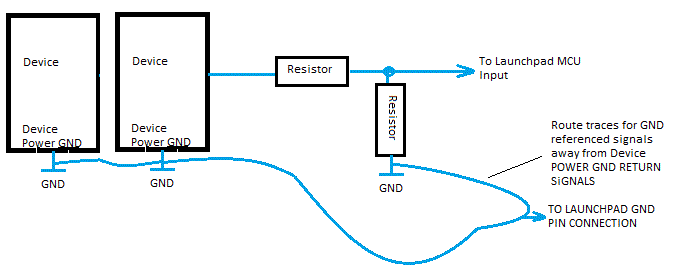 Device
Device
Resistor
To Launchpad MCU
Input
Resistor
Device
Power GND
Device
Power GND
GND
GND
GND
Route traces for GND
referenced signals
away from Device
POWER GND RETURN
SiGNALS
TO LAUNCHPAD GND
PIN CONNECTION